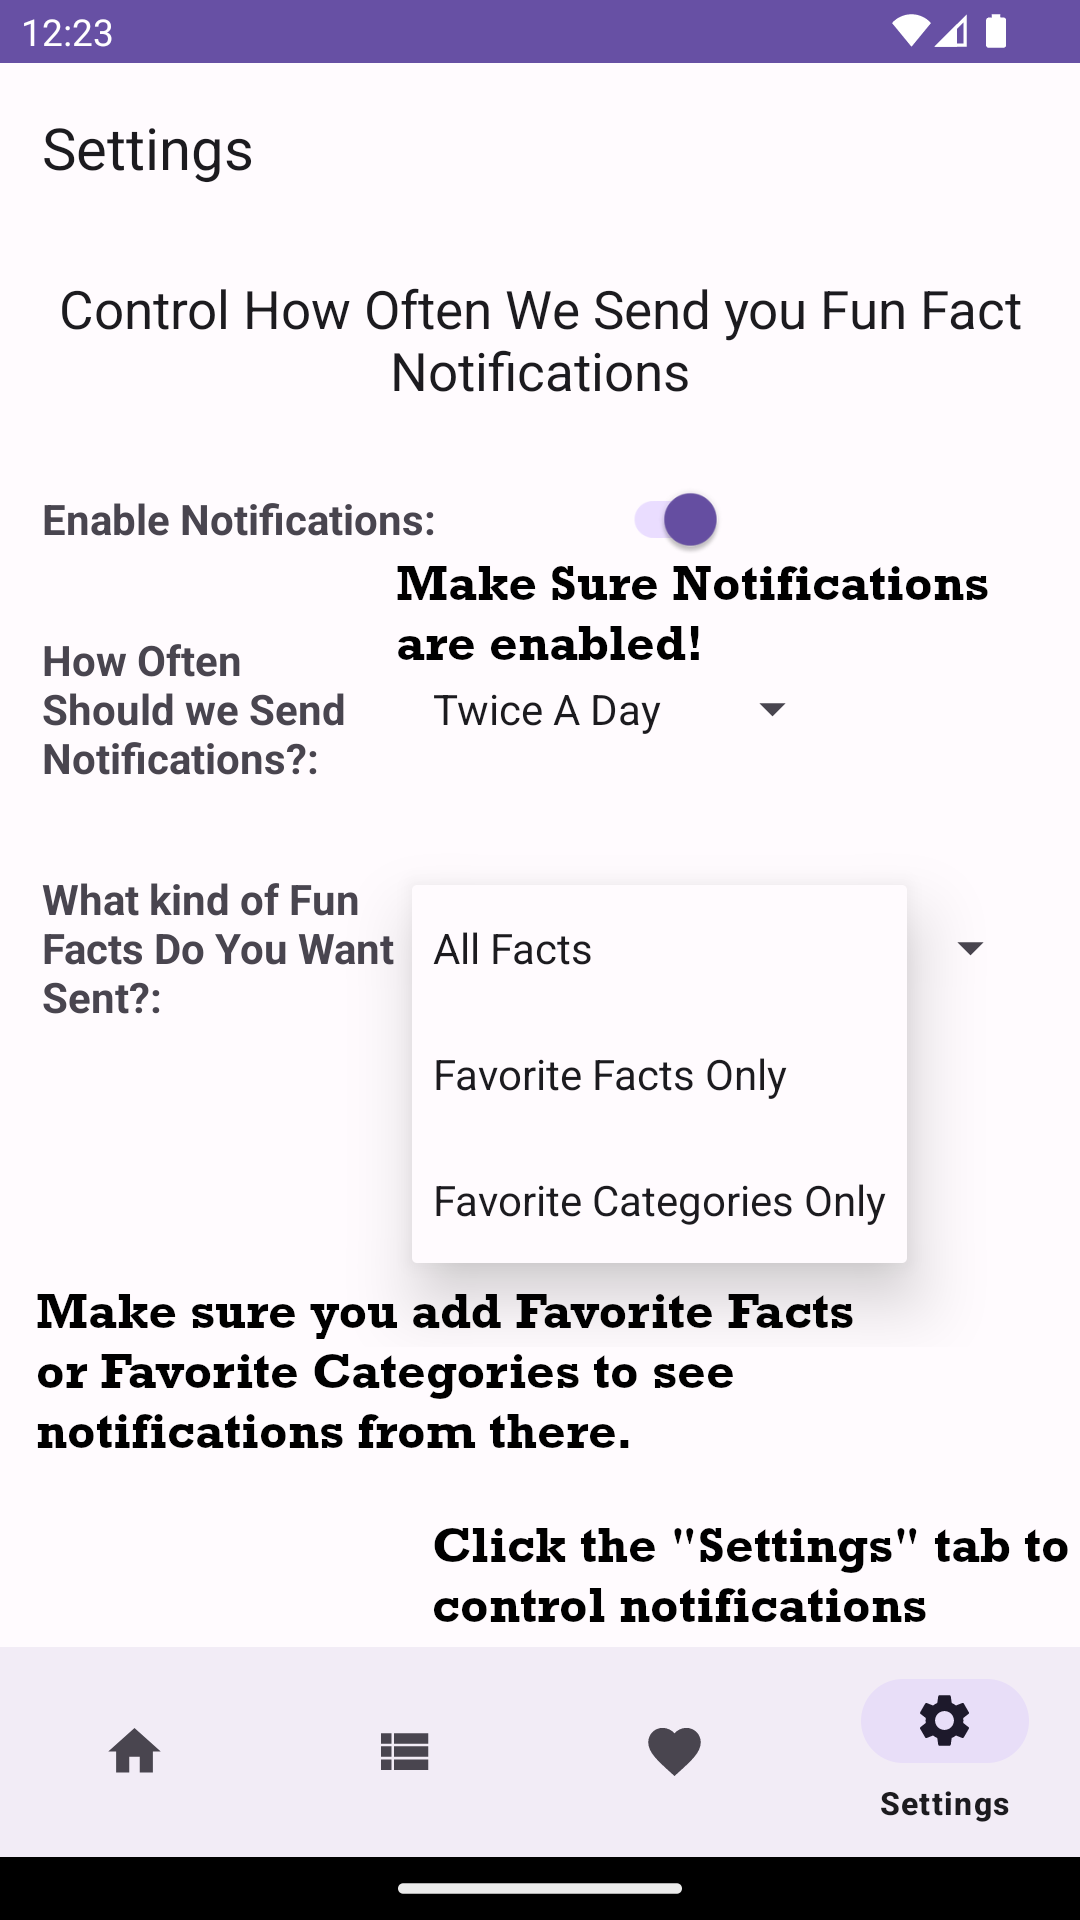 12:23
Settings
Control How Often We Send you Fun Fact
Notifications
Enable Notifications:
Make Sure Notifications
are enabled!
How Often
Should we Send
Notifications?:
Twice A Day
What kind of Fun
Facts Do You Want
Sent?:
All Facts
Favorite Facts Only
Favorite Categories Only
Make sure you add Favorite Facts
or Favorite Categories to see
notifications from there.
Click the "Settings" tab to
control notifications
Settings